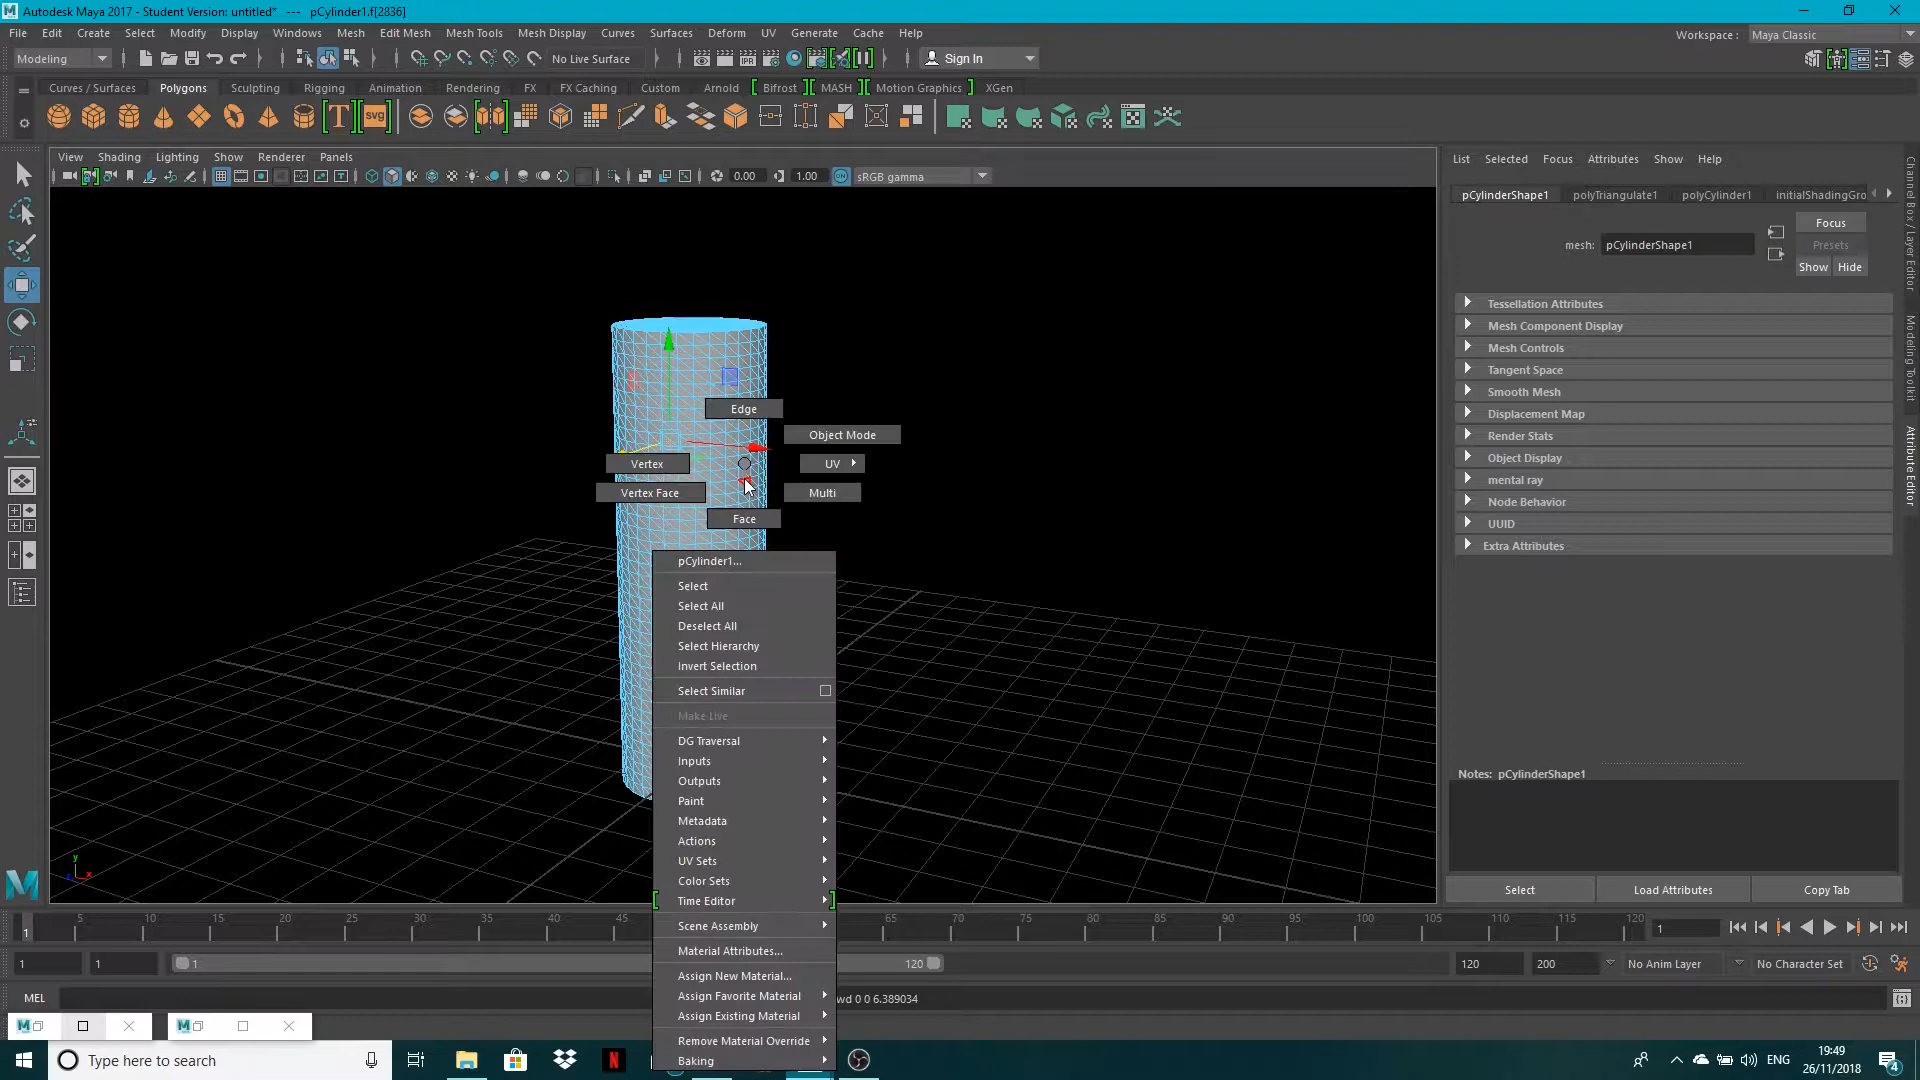 Autodesk Maya 2017 - Student Version: untitled* --- pCylinder1.f[2836]
File Edit Create Select Modify Display Windows Mesh Edit Mesh Mesh Tools Mesh Display Curves Surfaces Deform UV Generate Cache Help
Workspace : Maya Classic
Modeling
No Live Surface
Sign In
Curves / Surfaces Polygons Sculpting Rigging Animation Rendering FX FX Caching Custom Arnold Bifrost MASH Motion Graphics XGen
View Shading Lighting Show Renderer Panels
0.00 1.00 ON sRGB gamma
List Selected Focus Attributes Show Help
pCylinderShape1 polyTriangulate1 polyCylinder1 initialShadingGro
Focus
mesh: pCylinderShape1
Presets
Show Hide
Tessellation Attributes
Mesh Component Display
Mesh Controls
Tangent Space
Smooth Mesh
Displacement Map
Render Stats
Object Display
mental ray
Node Behavior
UUID
Extra Attributes
Notes: pCylinderShape1
Select Load Attributes Copy Tab
Channel Box / Layer Editor
Modeling Toolkit
Attribute Editor
Edge
Object Mode
Vertex
UV
Vertex Face
Multi
Face
pCylinder1...
Select
Select All
Deselect All
Select Hierarchy
Invert Selection
Select Similar
Make Live
DG Traversal
Inputs
Outputs
Paint
Metadata
Actions
UV Sets
Color Sets
Time Editor
Scene Assembly
Material Attributes...
Assign New Material...
Assign Favorite Material
Assign Existing Material
Remove Material Override
Baking
y
x
5 10 15 20 25 30 35 40 45 65 70 75 80 85 90 95 100 105 110 115 120
1
1
1 1 1 120 120 200 No Anim Layer No Character Set
MEL
wd 0 0 6.389034
Type here to search
ENG
19:49
26/11/2018
4